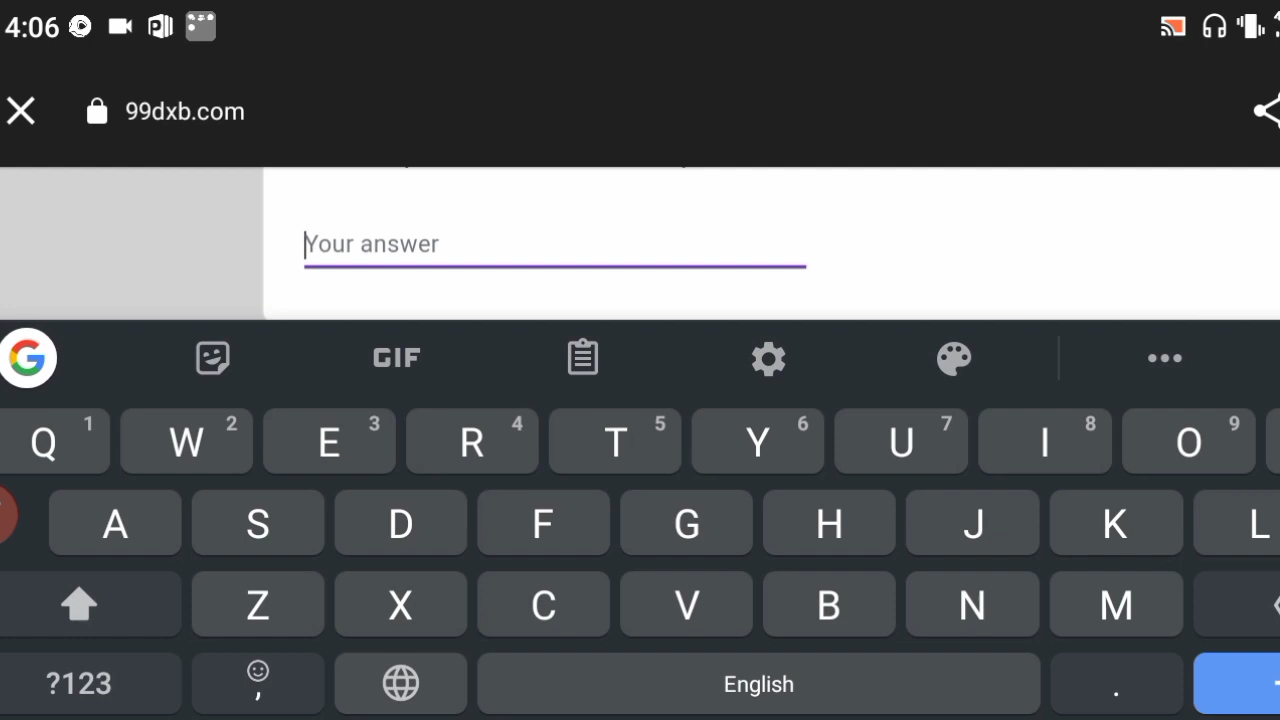 4:06
99dxb.com
Your answer
GIF
Q 1 W 2 E 3 R 4 T 5 Y 6 U 7 I 8 O 9
A S D F G H J K L
Z X C V B N M
?123 , English .